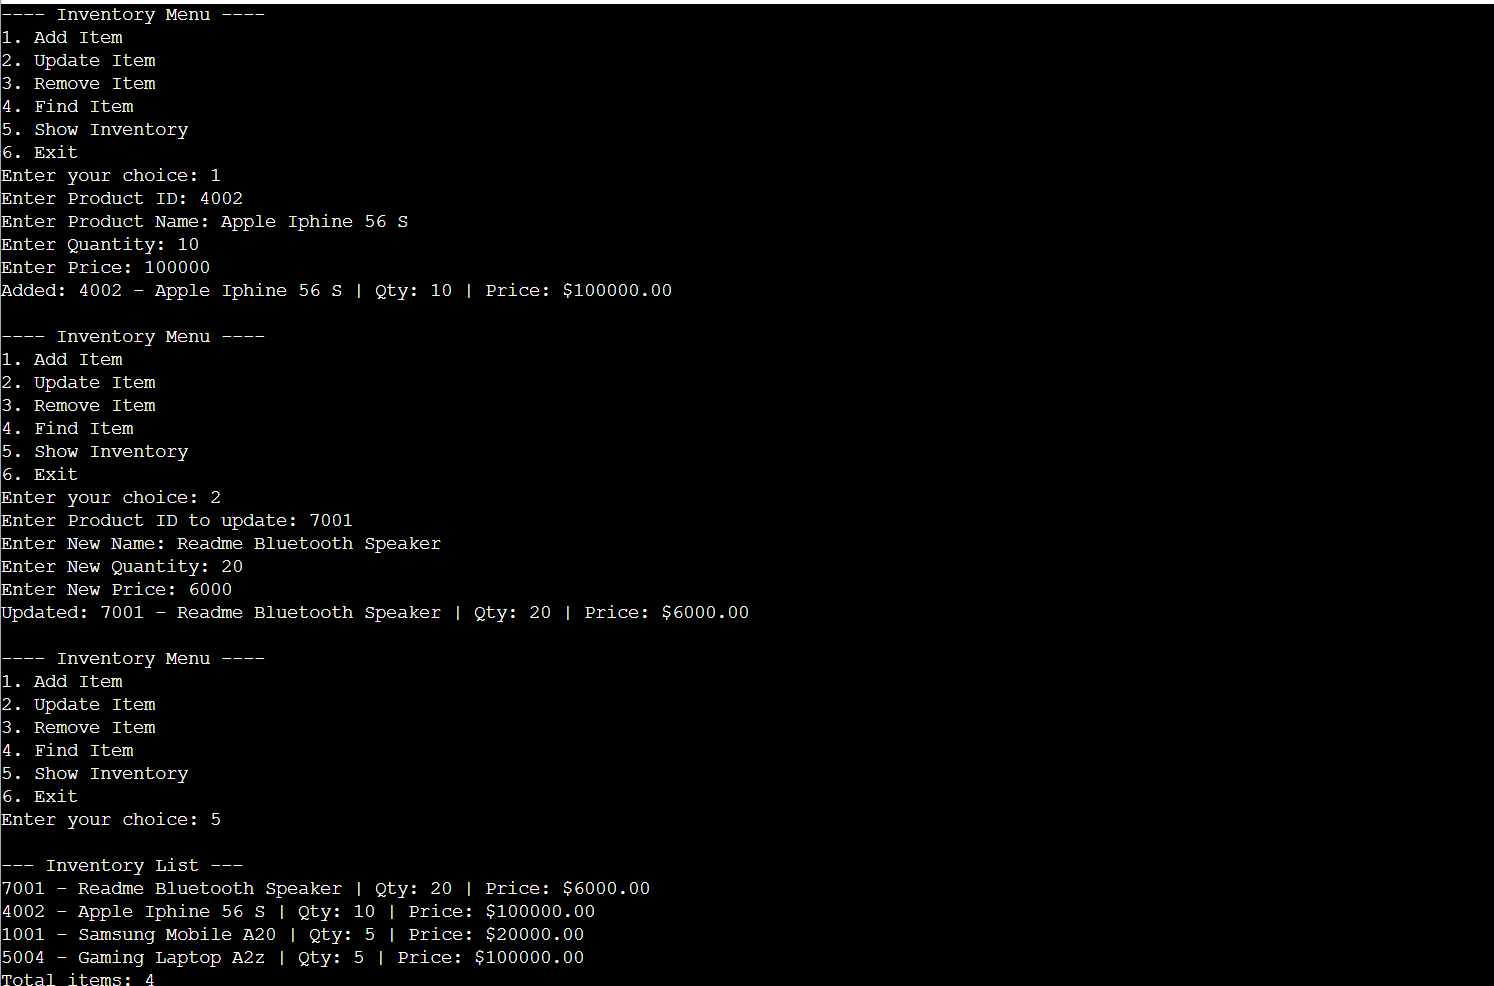 ---- Inventory Menu ----
1. Add Item
2. Update Item
3. Remove Item
4. Find Item
5. Show Inventory
6. Exit
Enter your choice: 1
Enter Product ID: 4002
Enter Product Name: Apple Iphine 56 S
Enter Quantity: 10
Enter Price: 100000
Added: 4002 - Apple Iphine 56 S | Qty: 10 | Price: $100000.00

---- Inventory Menu ----
1. Add Item
2. Update Item
3. Remove Item
4. Find Item
5. Show Inventory
6. Exit
Enter your choice: 2
Enter Product ID to update: 7001
Enter New Name: Readme Bluetooth Speaker
Enter New Quantity: 20
Enter New Price: 6000
Updated: 7001 - Readme Bluetooth Speaker | Qty: 20 | Price: $6000.00

---- Inventory Menu ----
1. Add Item
2. Update Item
3. Remove Item
4. Find Item
5. Show Inventory
6. Exit
Enter your choice: 5

--- Inventory List ---
7001 - Readme Bluetooth Speaker | Qty: 20 | Price: $6000.00
4002 - Apple Iphine 56 S | Qty: 10 | Price: $100000.00
1001 - Samsung Mobile A20 | Qty: 5 | Price: $20000.00
5004 - Gaming Laptop A2z | Qty: 5 | Price: $100000.00
Total items: 4